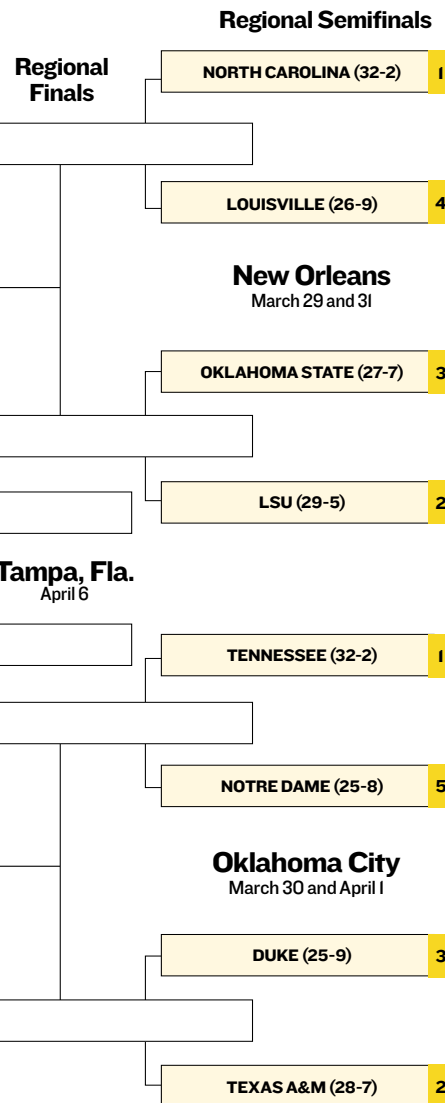 Regional Semifinals
Regional
Finals
NORTH CAROLINA (32-2) 1
LOUISVILLE (26-9) 4
New Orleans
March 29 and 31
OKLAHOMA STATE (27-7) 3
LSU (29-5) 2
Tampa, Fla.
April 6
TENNESSEE (32-2) 1
NOTRE DAME (25-8) 5
Oklahoma City
March 30 and April 1
DUKE (25-9) 3
TEXAS A&M (28-7) 2